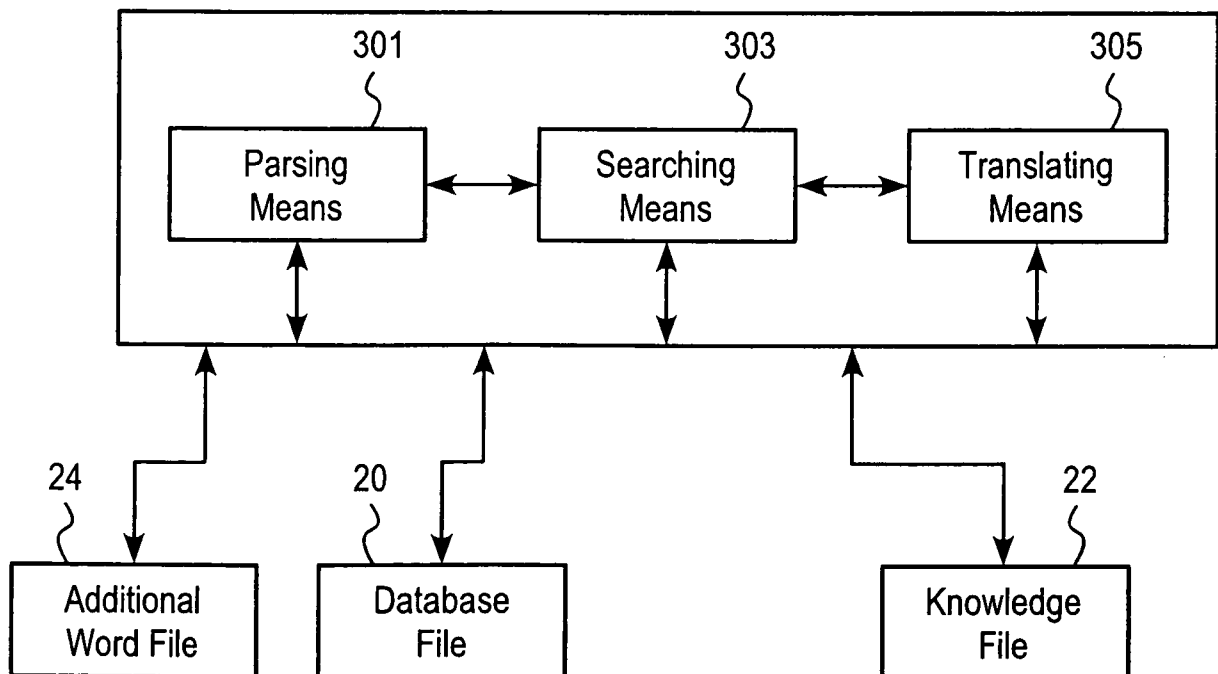 301
303
305
Parsing
Means
Searching
Means
Translating
Means
24
20
22
Additional
Word File
Database
File
Knowledge
File